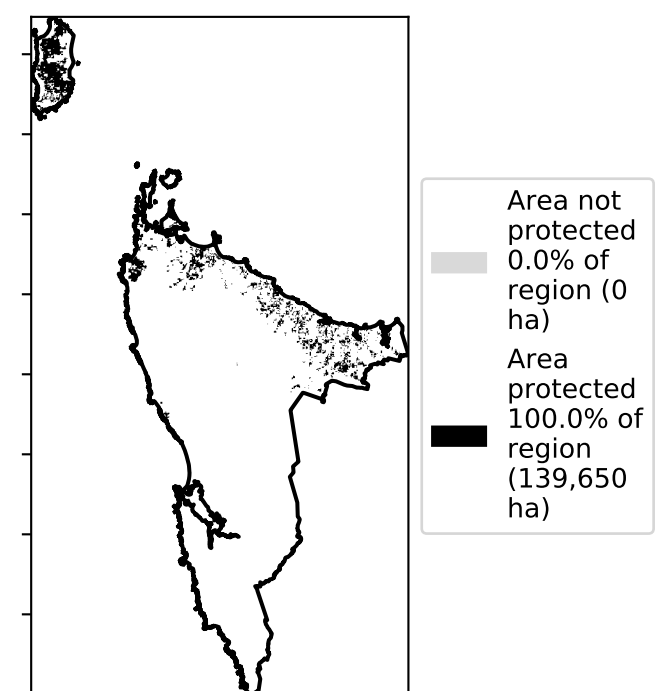 Area not
protected
0.0% of
region (0
ha)
Area
protected
100.0% of
region
(139,650
ha)